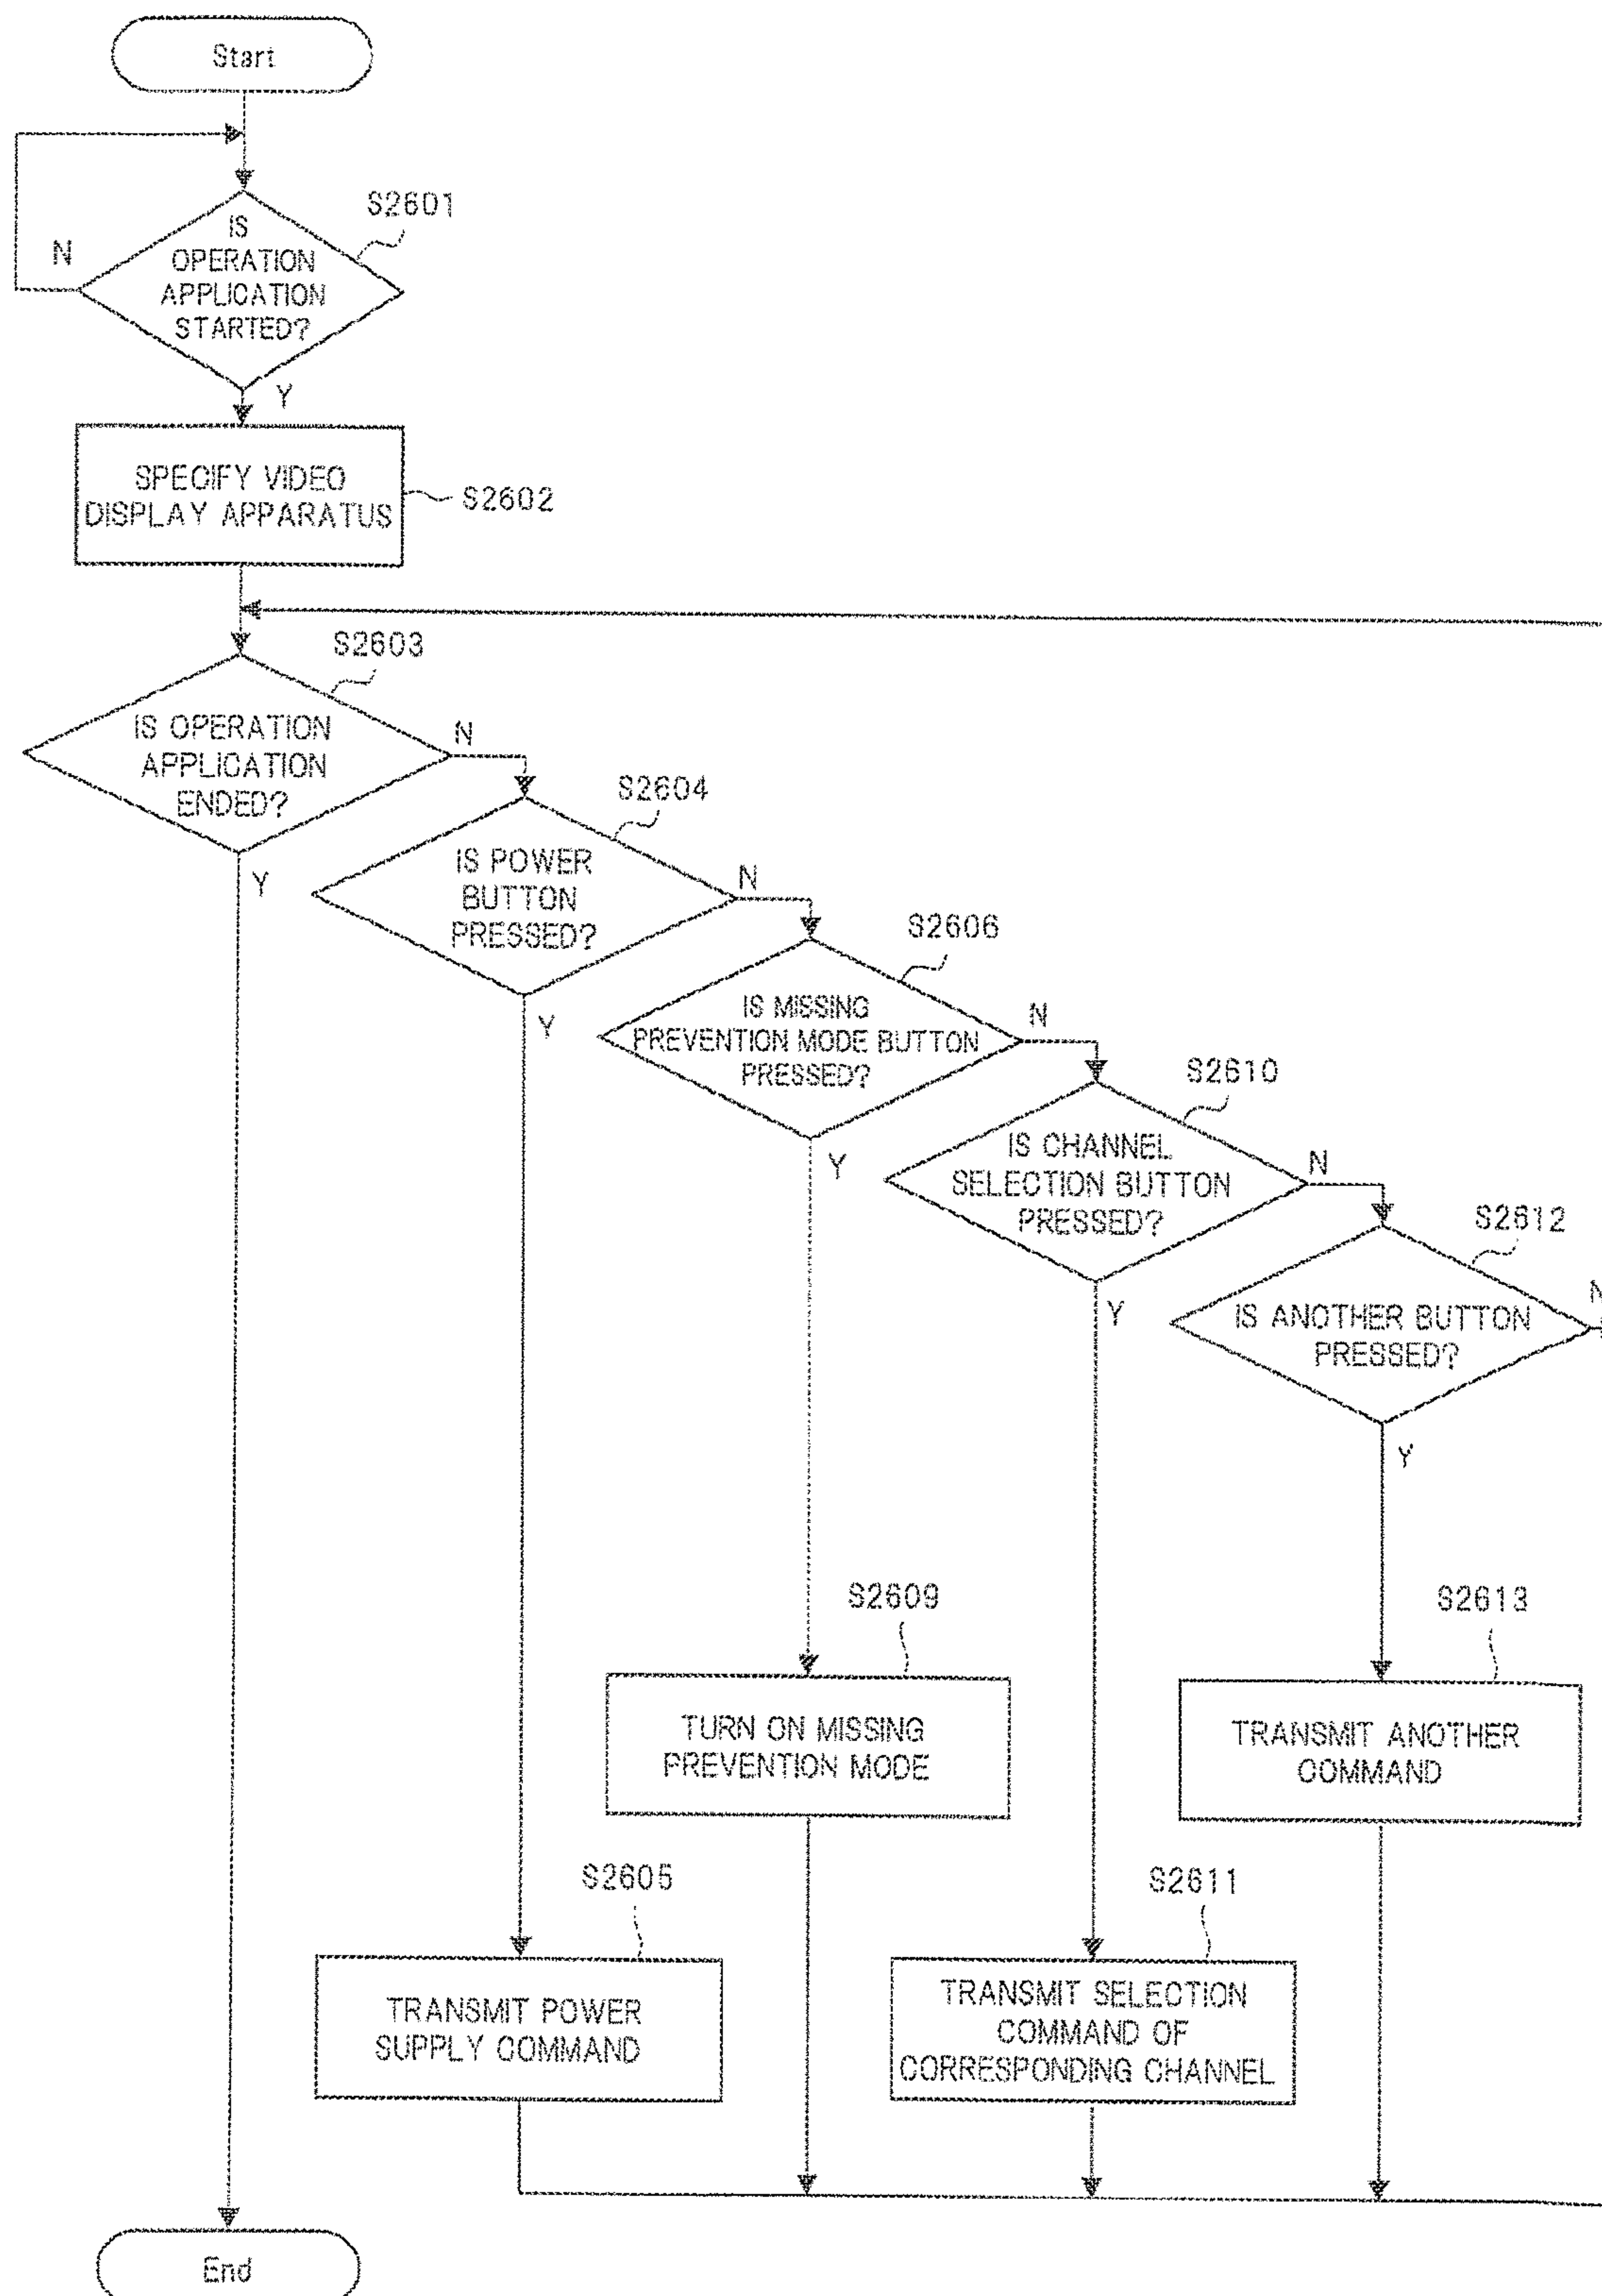 Start
S2601
N
IS
OPERATION
APPLICATION
STARTED?
Y
SPECIFY VIDEO
DISPLAY APPARATUS
S2602
S2603
IS OPERATION
APPLICATION
ENDED?
N
Y
S2604
IS POWER
BUTTON
PRESSED?
N
Y
S2606
IS MISSING
PREVENTION MODE BUTTON
PRESSED?
N
Y
S2610
IS CHANNEL
SELECTION BUTTON
PRESSED?
N
Y
S2612
IS ANOTHER BUTTON
PRESSED?
N
Y
S2609
TURN ON MISSING
PREVENTION MODE
S2613
TRANSMIT ANOTHER
COMMAND
S2605
TRANSMIT POWER
SUPPLY COMMAND
S2611
TRANSMIT SELECTION
COMMAND OF
CORRESPONDING CHANNEL
End